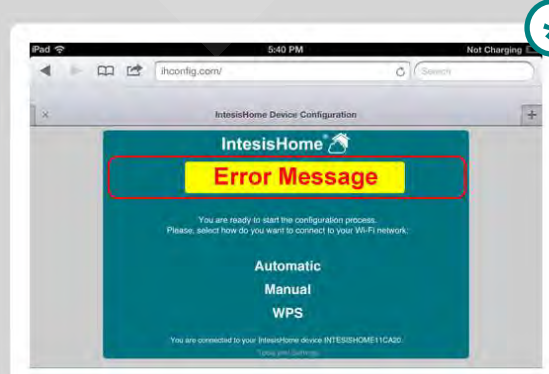 iPad 5:40 PM Not Charging
ihconfig.com/ Search
IntesisHome Device Configuration
IntesisHome®
Error Message
You are ready to start the configuration process.
Please, select how do you want to connect to your Wi-Fi network:
Automatic
Manual
WPS
You are connected to your IntesisHome device INTESISHOME11CA20.